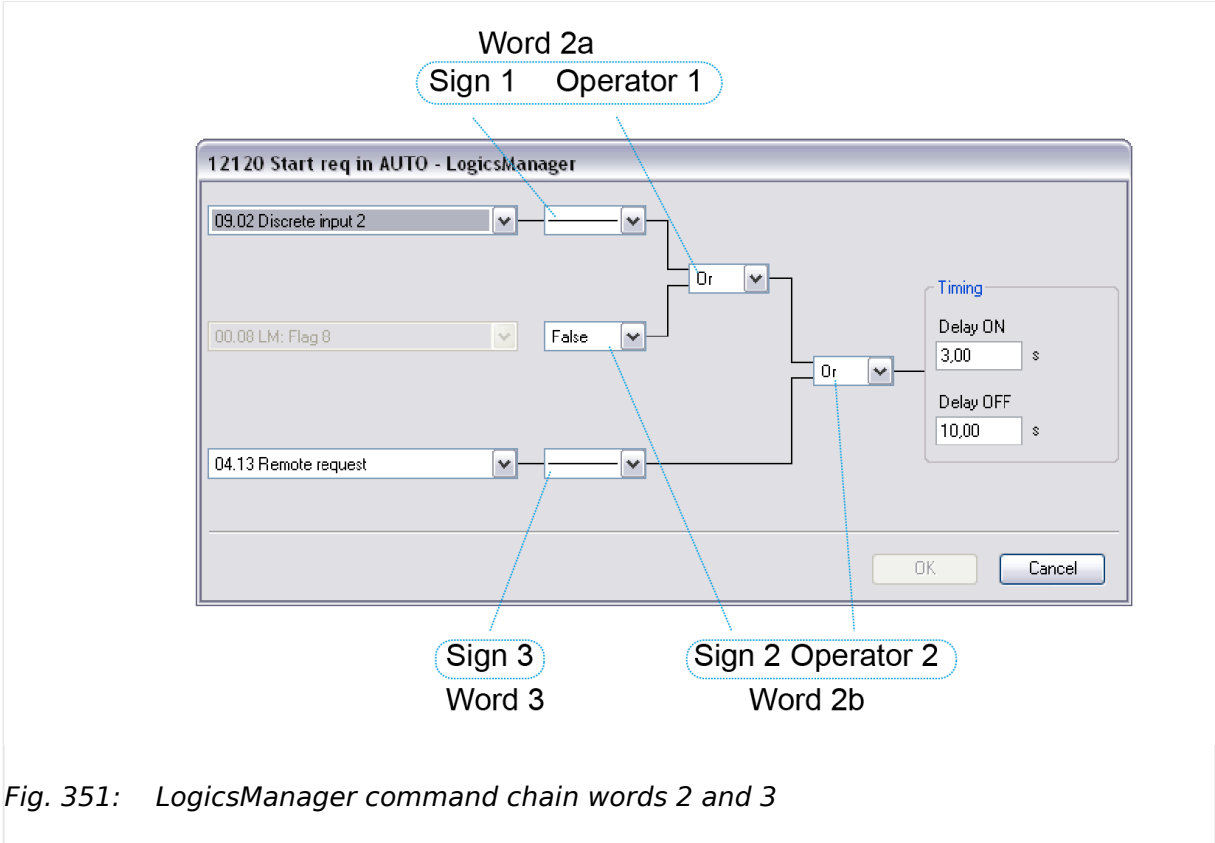 Word 2a
Sign 1 Operator 1
12120 Start req in AUTO - LogicsManager
09.02 Discrete input 2
Or
Timing
00.08 LM: Flag 8
False
Delay ON
3,00 s
Or
Delay OFF
10,00 s
04.13 Remote request
OK Cancel
Sign 3 Sign 2 Operator 2
Word 3 Word 2b
Fig. 351: LogicsManager command chain words 2 and 3